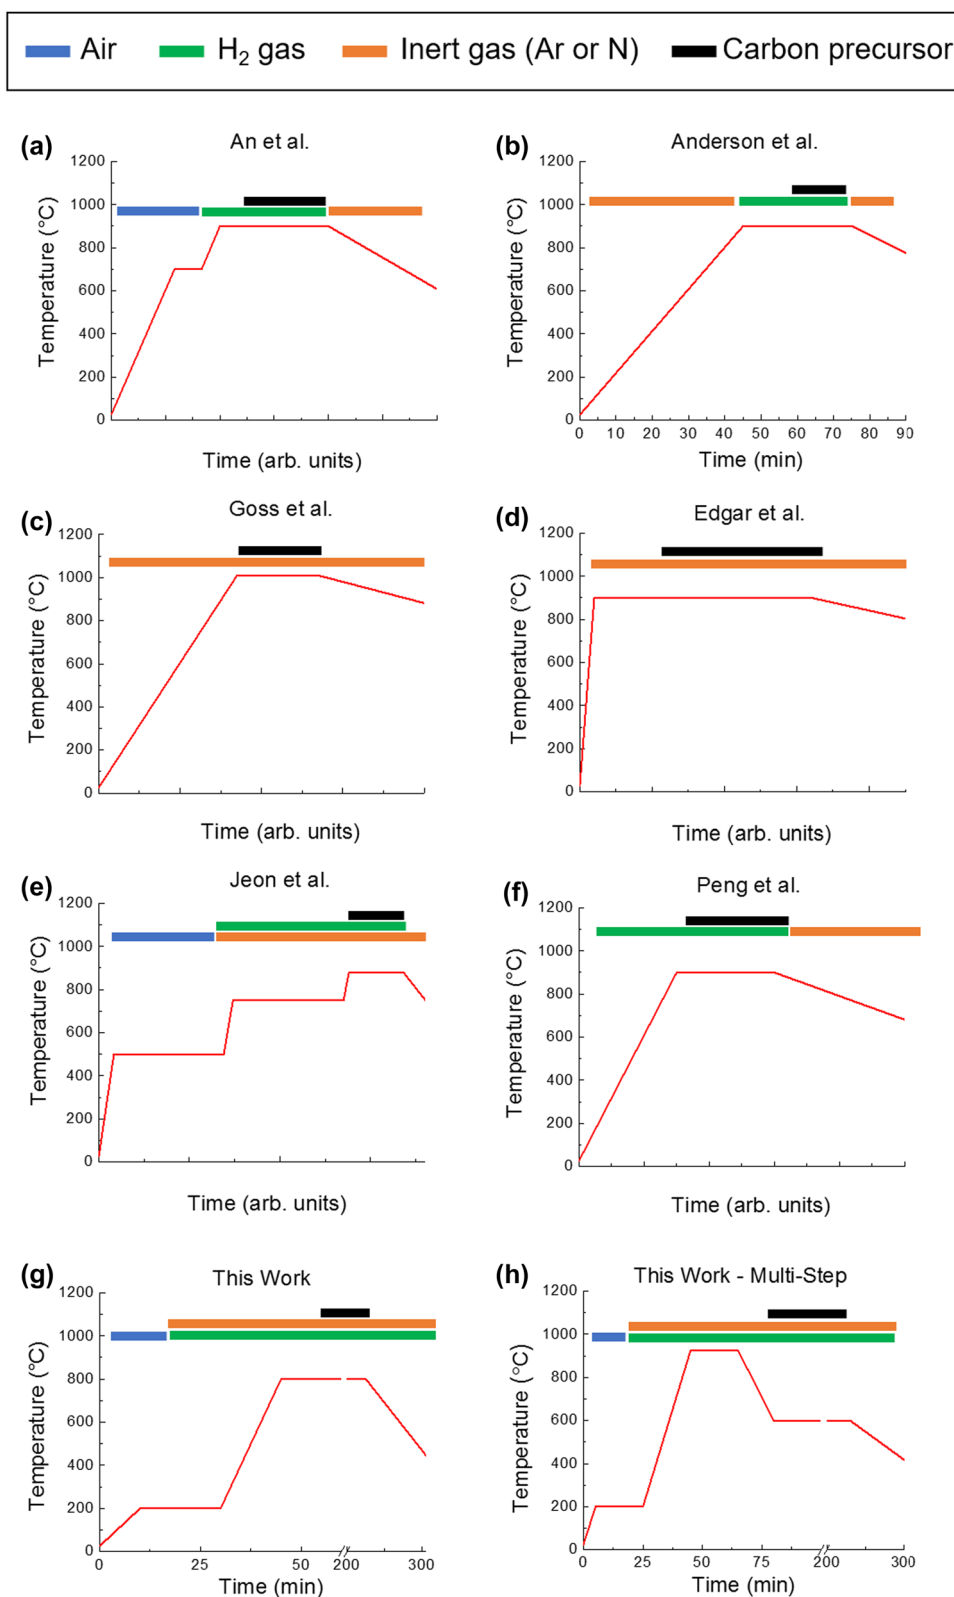 Air H₂ gas Inert gas (Ar or N) Carbon precursor
(a) An et al.
Temperature (°C)
1200
1000
800
600
400
200
0
Time (arb. units)
(b) Anderson et al.
Temperature (°C)
1200
1000
800
600
400
200
0
0 10 20 30 40 50 60 70 80 90
Time (min)
(c) Goss et al.
Temperature (°C)
1200
1000
800
600
400
200
0
Time (arb. units)
(d) Edgar et al.
Temperature (°C)
1200
1000
800
600
400
200
0
Time (arb. units)
(e) Jeon et al.
Temperature (°C)
1200
1000
800
600
400
200
0
Time (arb. units)
(f) Peng et al.
Temperature (°C)
1200
1000
800
600
400
200
0
Time (arb. units)
(g) This Work
Temperature (°C)
1200
1000
800
600
400
200
0
0 25 50 200 300
Time (min)
(h) This Work - Multi-Step
Temperature (°C)
1200
1000
800
600
400
200
0
0 25 50 75 200 300
Time (min)